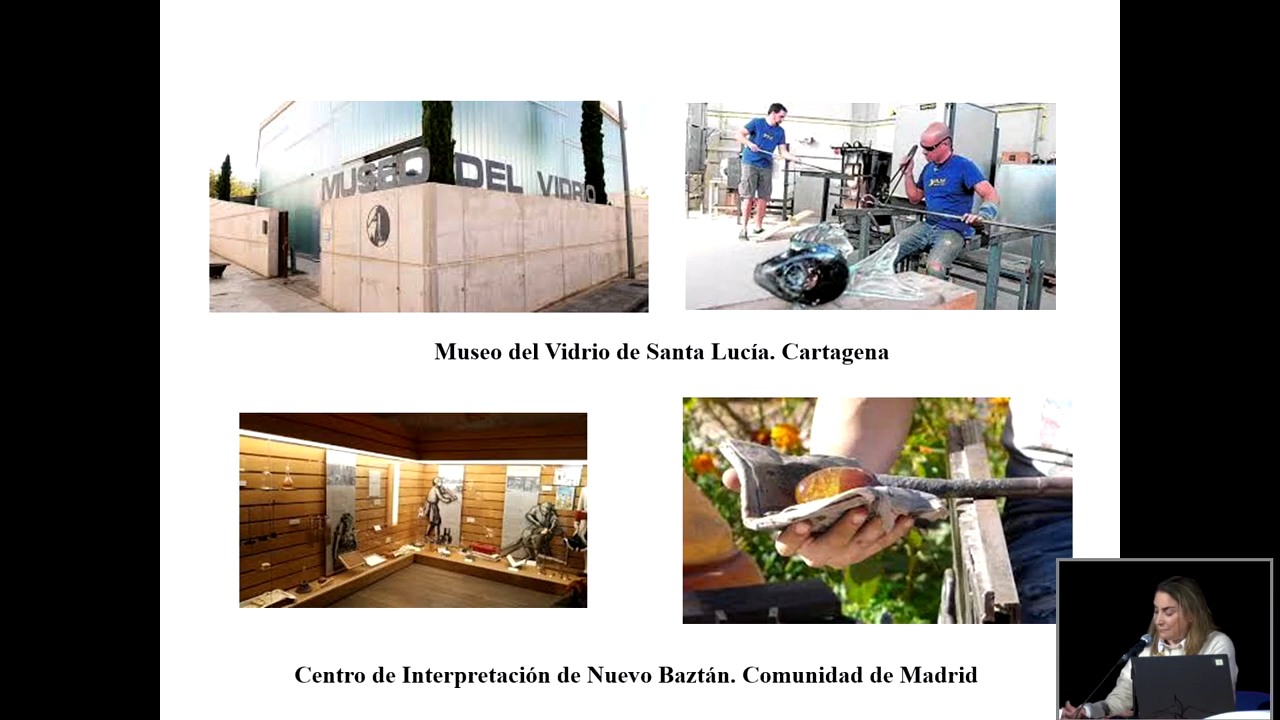 MUSEO DEL VIDRIO
Museo del Vidrio de Santa Lucía. Cartagena
Centro de Interpretación de Nuevo Baztán. Comunidad de Madrid